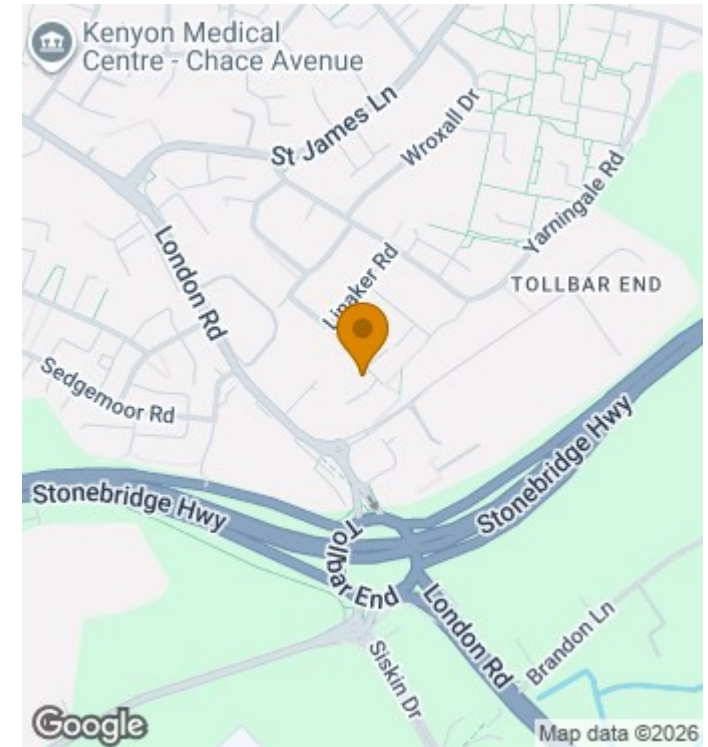 Kenyon Medical
Centre - Chace Avenue
St James Ln
Wroxall Dr
Yarningale Rd
London Rd
Linaker Rd
TOLLBAR END
Sedgemoor Rd
Stonebridge Hwy
Stonebridge Hwy
Tollbar End
London Rd
Brandon Ln
Siskin Dr
Google
Map data ©2026